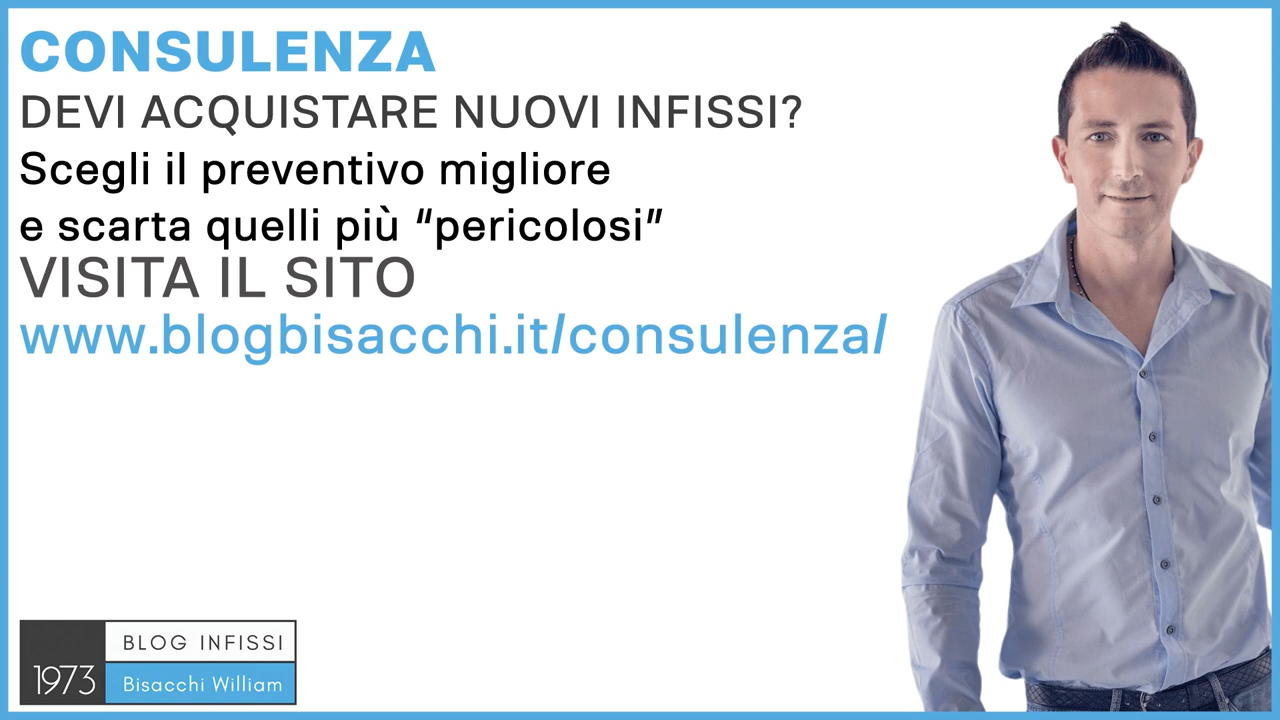 CONSULENZA
DEVI ACQUISTARE NUOVI INFISSI?
Scegli il preventivo migliore
e scarta quelli più “pericolosi”
VISITA IL SITO
www.blogbisacchi.it/consulenza/
BLOG INFISSI
1973
Bisacchi William